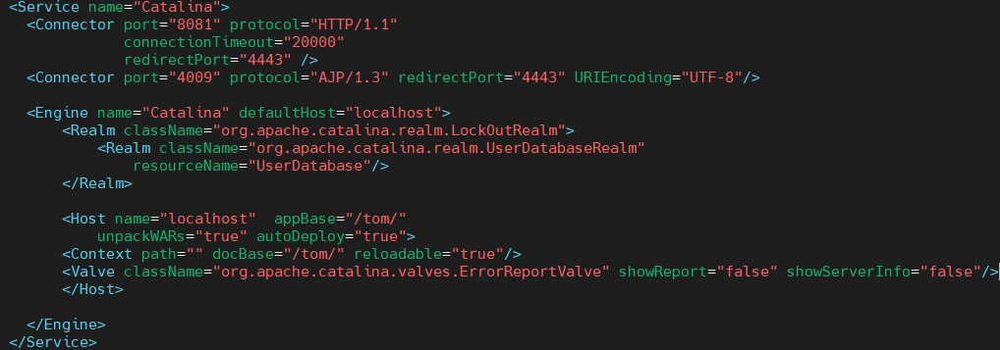 <Service name="Catalina">
  <Connector port="8081" protocol="HTTP/1.1"
             connectionTimeout="20000"
             redirectPort="4443" />
  <Connector port="4009" protocol="AJP/1.3" redirectPort="4443" URIEncoding="UTF-8"/>
  <Engine name="Catalina" defaultHost="localhost">
      <Realm className="org.apache.catalina.realm.LockOutRealm">
          <Realm className="org.apache.catalina.realm.UserDatabaseRealm"
              resourceName="UserDatabase"/>
      </Realm>
      <Host name="localhost"  appBase="/tom/"
          unpackWARs="true" autoDeploy="true">
      <Context path="" docBase="/tom/" reloadable="true"/>
      <Valve className="org.apache.catalina.valves.ErrorReportValve" showReport="false" showServerInfo="false"/>
      </Host>
  </Engine>
</Service>